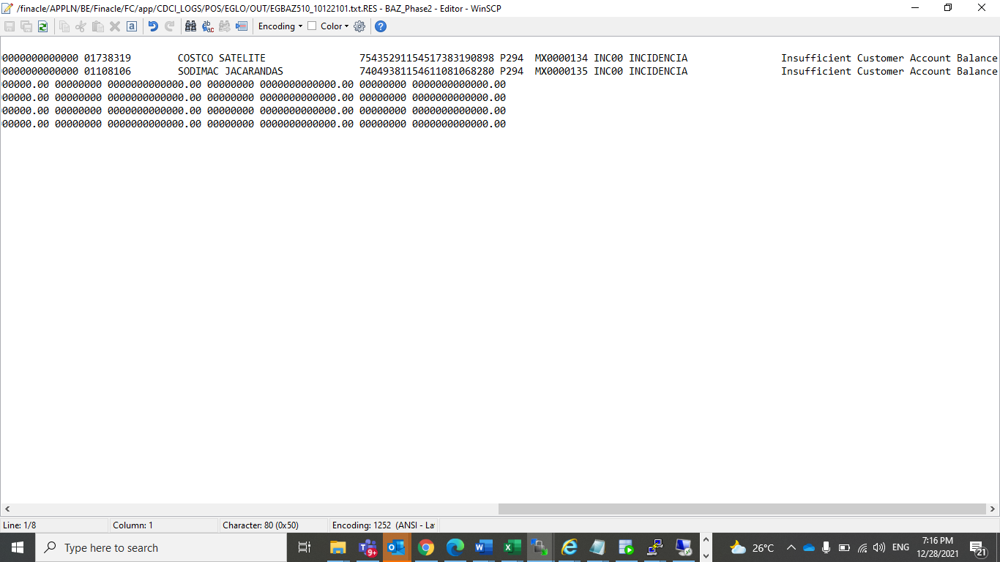 /finacle/APPLN/BE/Finacle/FC/app/CDCI_LOGS/POS/EGLO/OUT/EGBAZ510_10122101.txt.RES - BAZ_Phase2 - Editor - WinSCP
Encoding Color
0000000000000 01738319 COSTCO SATELITE 75435291154517383190898 P294 MX0000134 INC00 INCIDENCIA Insufficient Customer Account Balance
0000000000000 01108106 SODIMAC JACARANDAS 74049381154611081068280 P294 MX0000135 INC00 INCIDENCIA Insufficient Customer Account Balance
00000.00 00000000 0000000000000.00 00000000 0000000000000.00 00000000 0000000000000.00
00000.00 00000000 0000000000000.00 00000000 0000000000000.00 00000000 0000000000000.00
00000.00 00000000 0000000000000.00 00000000 0000000000000.00 00000000 0000000000000.00
00000.00 00000000 0000000000000.00 00000000 0000000000000.00 00000000 0000000000000.00
Line: 1/8 Column: 1 Character: 80 (0x50) Encoding: 1252 (ANSI - La
Type here to search 9+ 26°C ENG 7:16 PM
12/28/2021 21